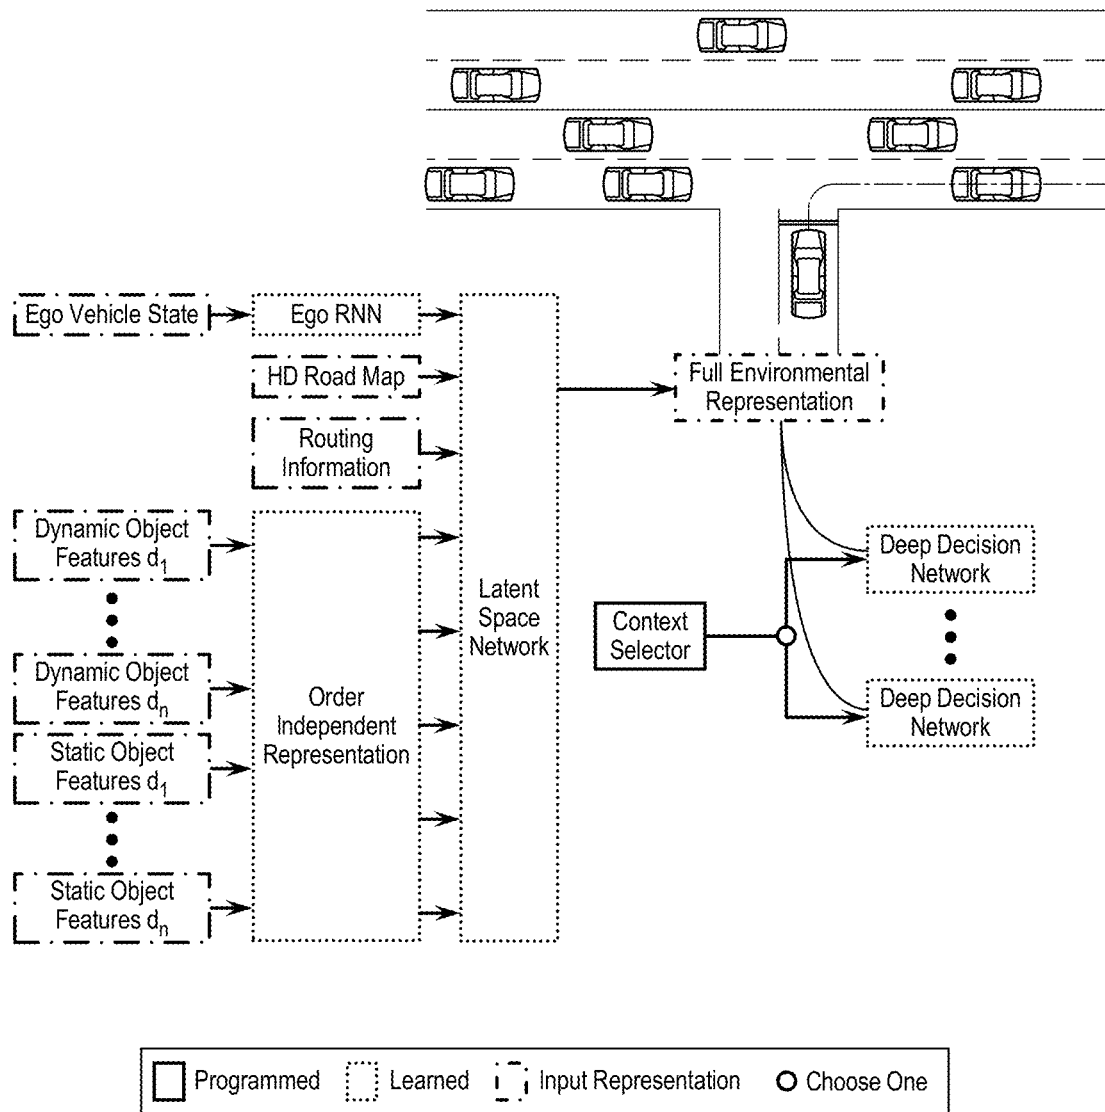 Ego Vehicle State
Ego RNN
HD Road Map
Full Environmental
Representation
Routing
Information
Dynamic Object
Features d1
Deep Decision
Network
Latent
Space
Network
Context
Selector
Dynamic Object
Features dn
Order
Independent
Representation
Deep Decision
Network
Static Object
Features d1
Static Object
Features dn
Programmed
Learned
Input Representation
Choose One